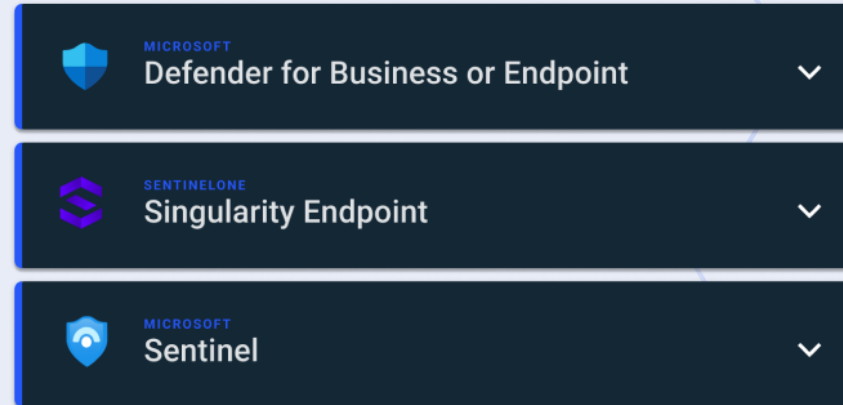 MICROSOFT
Defender for Business or Endpoint
SENTINELONE
Singularity Endpoint
MICROSOFT
Sentinel